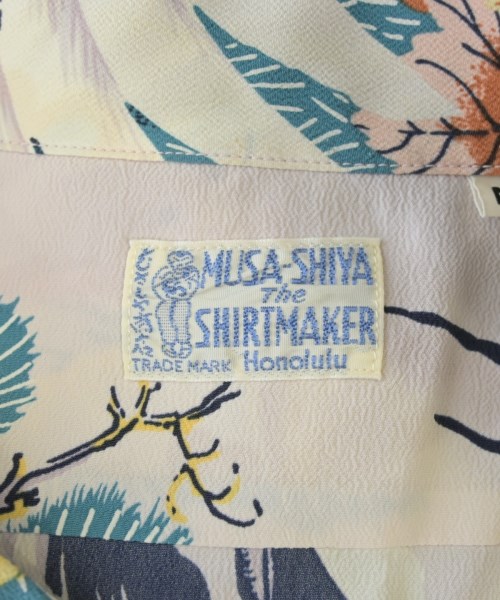 MUSA-SHIYA
The
SHIRTMAKER
TRADE MARK Honolulu